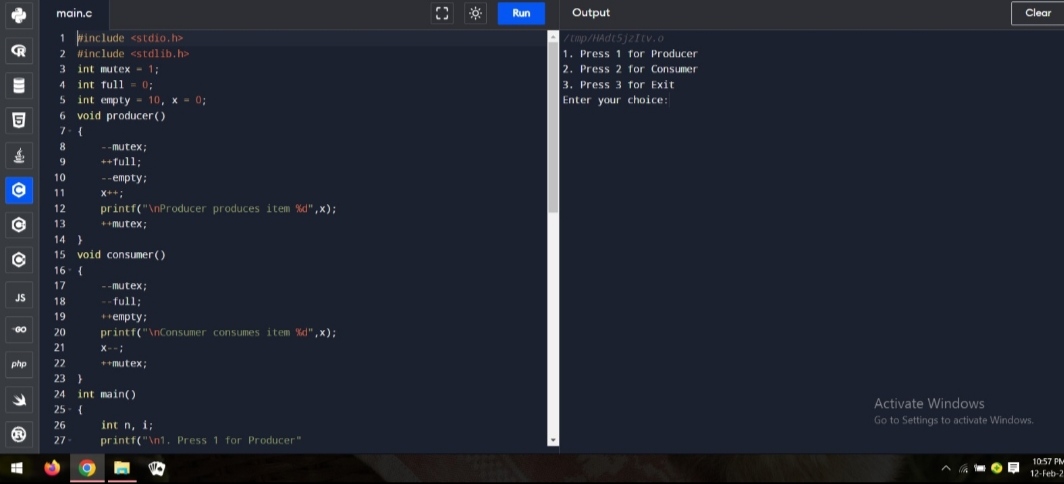 main.c
Run
Output
Clear
1 #include <stdio.h>
2 #include <stdlib.h>
3 int mutex = 1;
4 int full = 0;
5 int empty = 10, x = 0;
6 void producer()
7 {
8 --mutex;
9 ++full;
10 --empty;
11 x++;
12 printf("\nProducer produces item %d",x);
13 ++mutex;
14 }
15 void consumer()
16 {
17 --mutex;
18 --full;
19 ++empty;
20 printf("\nConsumer consumes item %d",x);
21 x--;
22 ++mutex;
23 }
24 int main()
25 {
26 int n, i;
27 printf("\n1. Press 1 for Producer"
1. Press 1 for Producer
2. Press 2 for Consumer
3. Press 3 for Exit
Enter your choice:
JS
GO
php
Activate Windows
Go to Settings to activate Windows.
10:57 PM
12-Feb-2